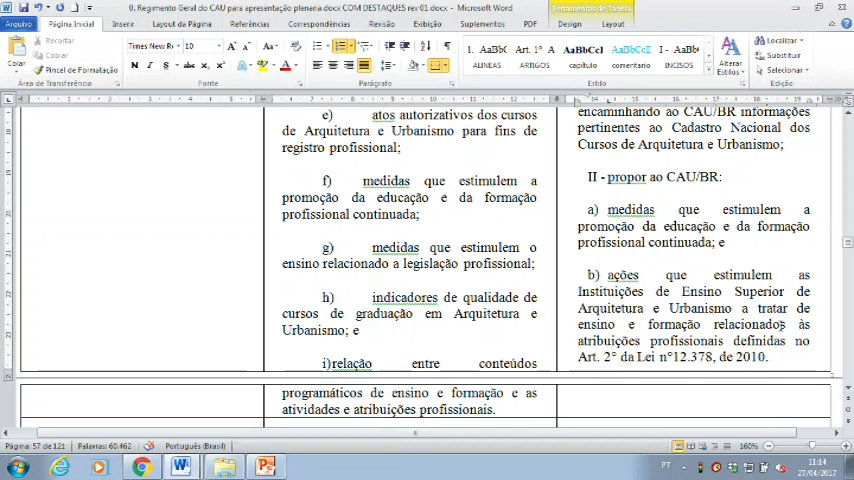 0. Regimento Geral do CAU para apresentação plenaria.docx COM DESTAQUES rev 01.docx - Microsoft Word
Ferramentas de Tabela
Arquivo Página Inicial Inserir Layout da Página Referências Correspondências Revisão Exibição Suplementos PDF Design Layout
Colar
Recortar
Copiar
Pincel de Formatação
Área de Transferência
Times New Ro 10
Fonte
Parágrafo
ALINEAS
ARTIGOS
capítulo
comentario
INCISOS
Alterar Estilos
Estilo
Localizar
Substituir
Selecionar
Edição
e) atos autorizativos dos cursos
de Arquitetura e Urbanismo para fins de
registro profissional;
f) medidas que estimulem a
promoção da educação e da formação
profissional continuada;
g) medidas que estimulem o
ensino relacionado a legislação profissional;
h) indicadores de qualidade de
cursos de graduação em Arquitetura e
Urbanismo; e
i)relação entre conteúdos
programáticos de ensino e formação e as
atividades e atribuições profissionais.
encaminhando ao CAU/BR informações
pertinentes ao Cadastro Nacional dos
Cursos de Arquitetura e Urbanismo;
II - propor ao CAU/BR:
a) medidas que estimulem a
promoção da educação e da formação
profissional continuada; e
b) ações que estimulem as
Instituições de Ensino Superior de
Arquitetura e Urbanismo a tratar de
ensino e formação relacionados às
atribuições profissionais definidas no
Art. 2° da Lei n°12.378, de 2010.
Página: 57 de 121 Palavras: 60.462 Português (Brasil) 160%
PT 11:14
27/04/2017